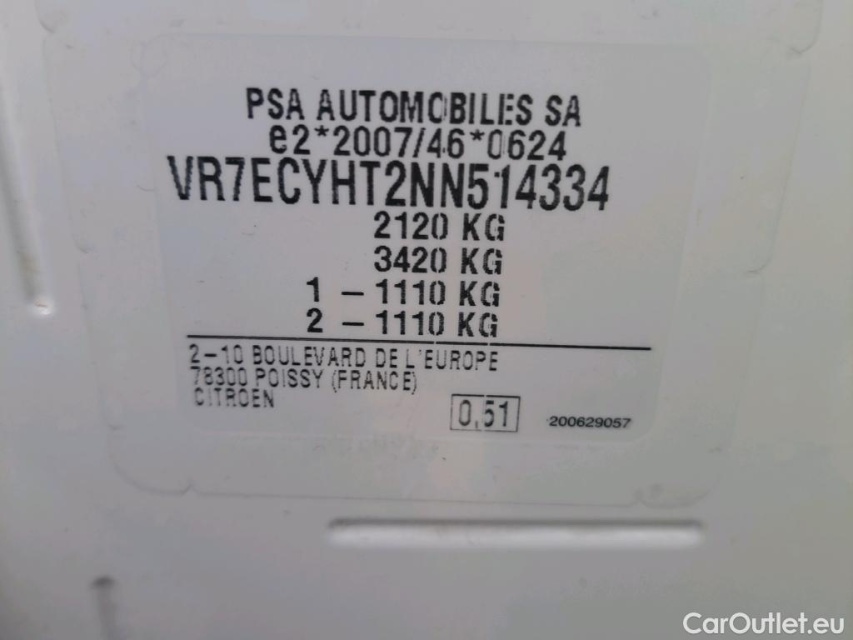 PSA AUTOMOBILES SA
e2*2007/46*0624
VR7ECYHT2NN514334
2120 KG
3420 KG
1 - 1110 KG
2 - 1110 KG
2-10 BOULEVARD DE L'EUROPE
78300 POISSY (FRANCE)
CITROEN
0,51
200629057
CarOutlet.eu